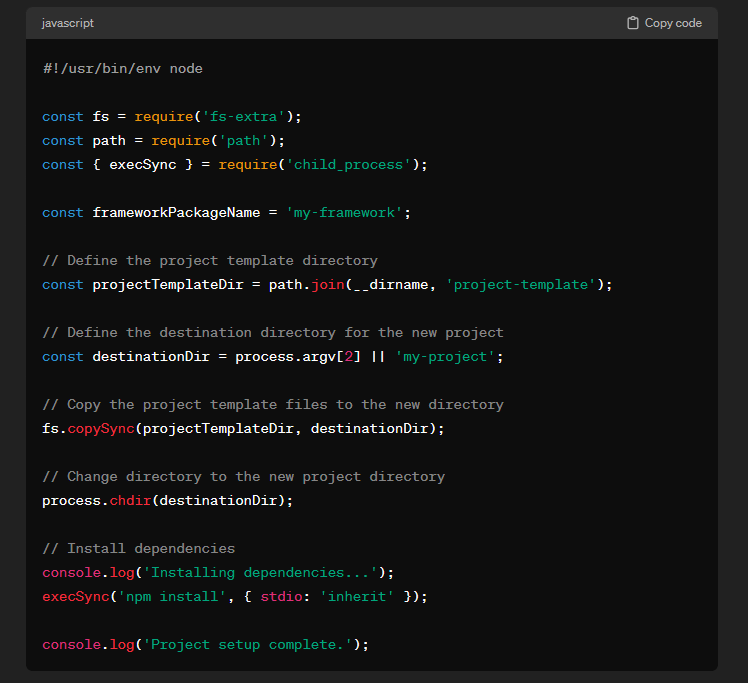 javascript
Copy code
#!/usr/bin/env node
const fs = require('fs-extra');
const path = require('path');
const { execSync } = require('child_process');
const frameworkPackageName = 'my-framework';
// Define the project template directory
const projectTemplateDir = path.join(__dirname, 'project-template');
// Define the destination directory for the new project
const destinationDir = process.argv[2] || 'my-project';
// Copy the project template files to the new directory
fs.copySync(projectTemplateDir, destinationDir);
// Change directory to the new project directory
process.chdir(destinationDir);
// Install dependencies
console.log('Installing dependencies...');
execSync('npm install', { stdio: 'inherit' });
console.log('Project setup complete.');